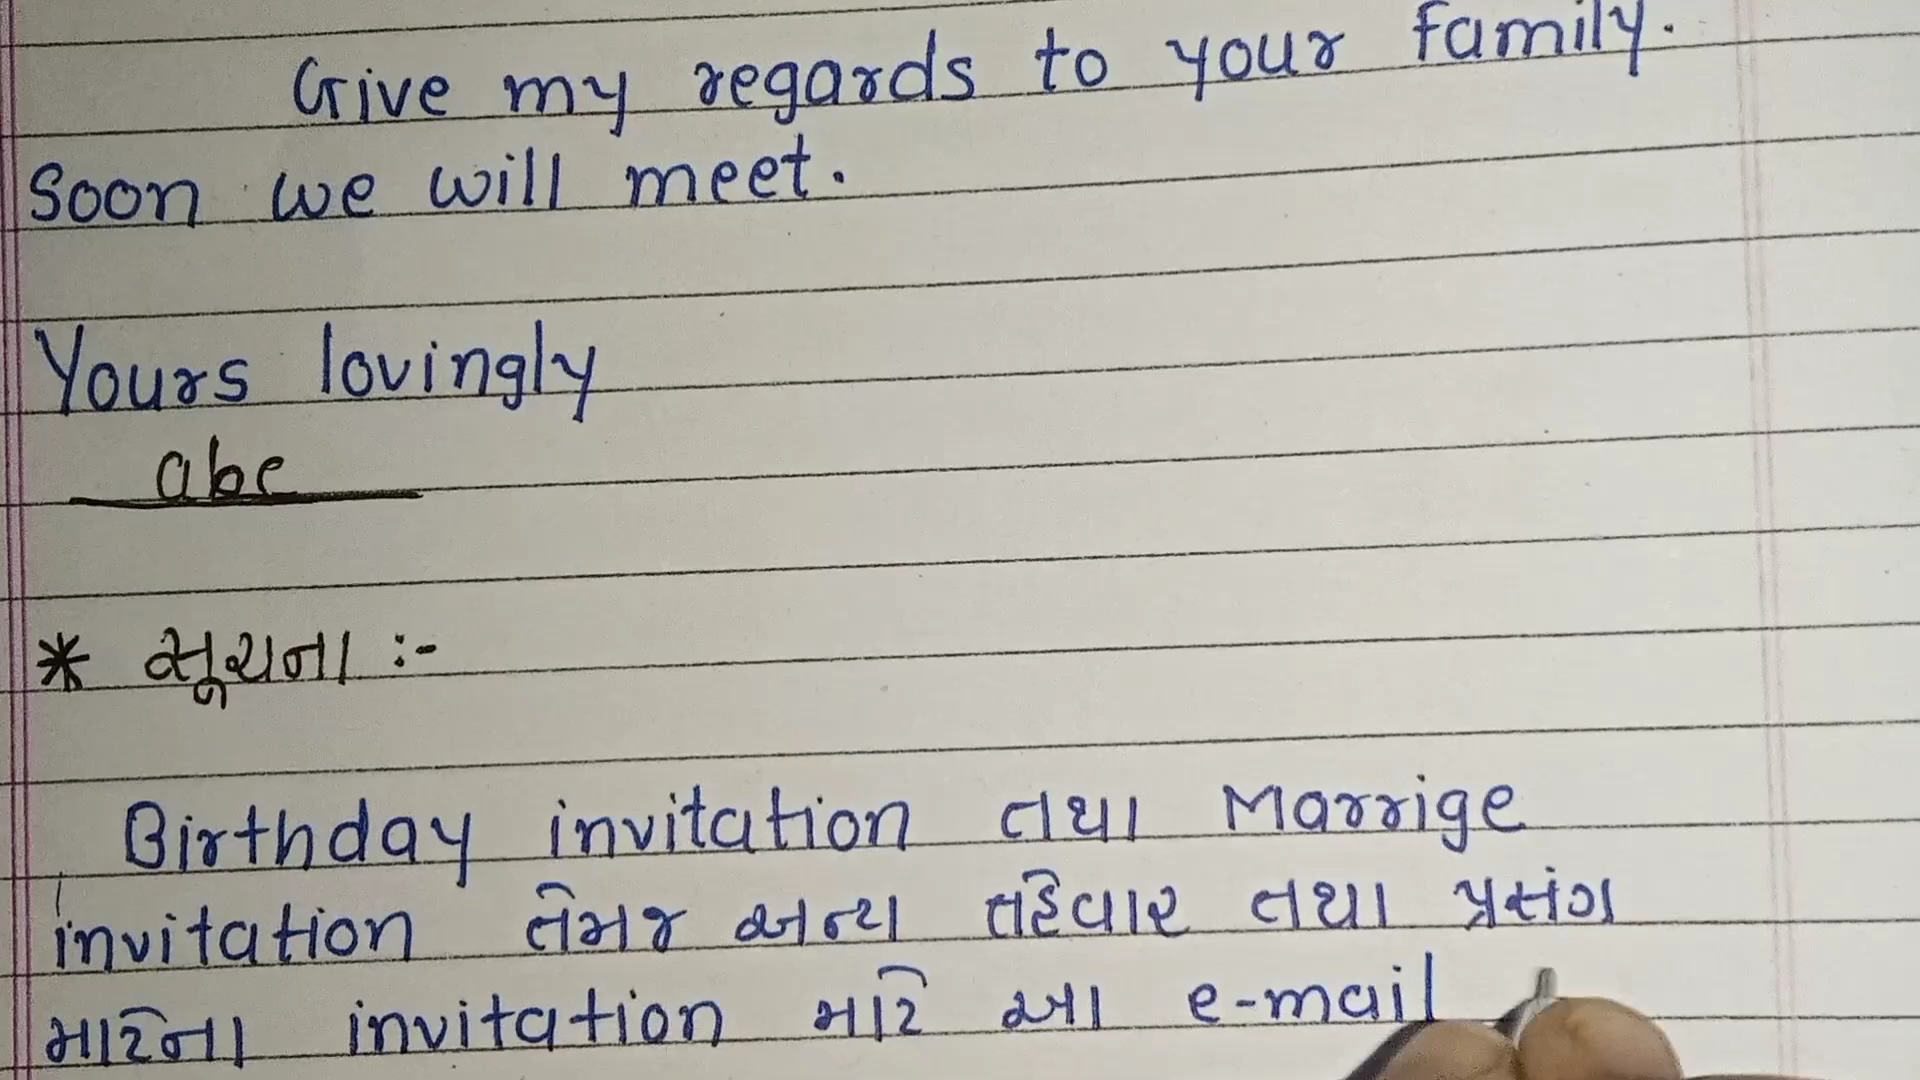 Give my regards to your family.
Soon we will meet.
Yours lovingly
abc
* સૂચના :-
Birthday invitation તથા Marrige
invitation તેમજ અન્ય તહેવાર તથા પ્રસંગ
માટેના invitation માટે આ e-mail